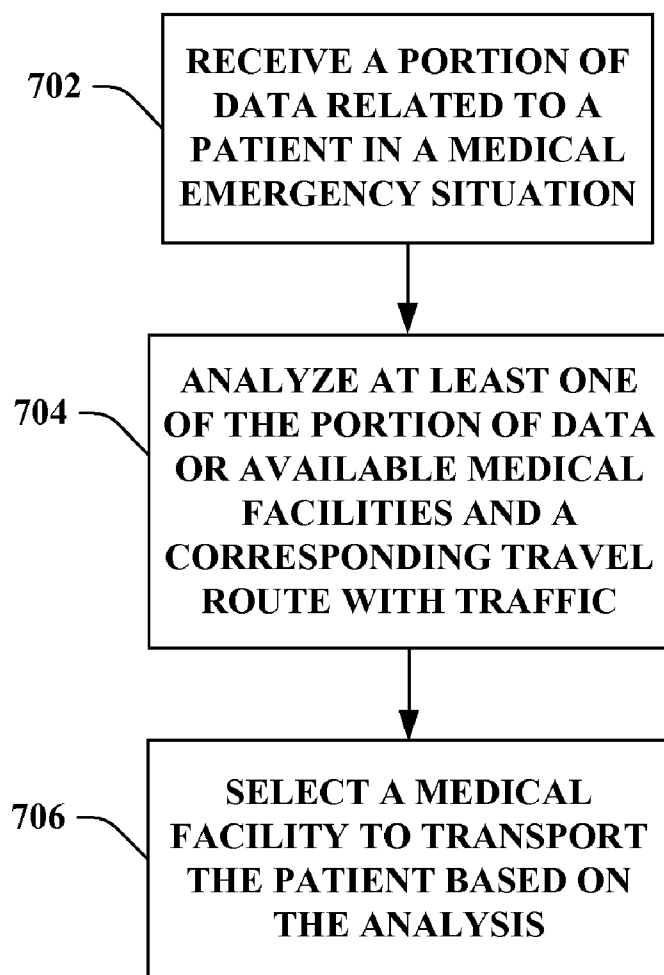 702
RECEIVE A PORTION OF
DATA RELATED TO A
PATIENT IN A MEDICAL
EMERGENCY SITUATION
704
ANALYZE AT LEAST ONE
OF THE PORTION OF DATA
OR AVAILABLE MEDICAL
FACILITIES AND A
CORRESPONDING TRAVEL
ROUTE WITH TRAFFIC
706
SELECT A MEDICAL
FACILITY TO TRANSPORT
THE PATIENT BASED ON
THE ANALYSIS